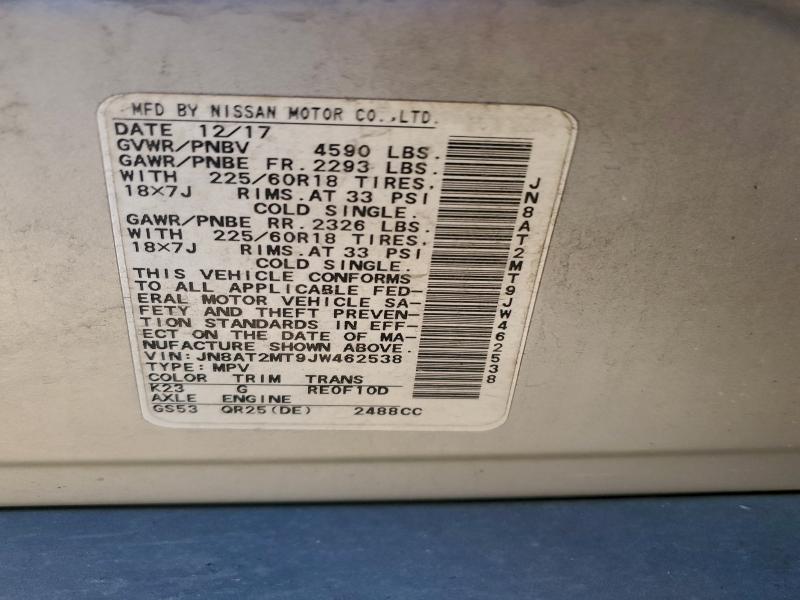 MFD BY NISSAN MOTOR CO.,LTD.
DATE 12/17
GVWR/PNBV 4590 LBS.
GAWR/PNBE FR. 2293 LBS.
WITH 225/60R18 TIRES.
18×7J RIMS.AT 33 PSI
COLD SINGLE.
GAWR/PNBE RR. 2326 LBS.
WITH 225/60R18 TIRES.
18×7J RIMS.AT 33 PSI
COLD SINGLE.
THIS VEHICLE CONFORMS
TO ALL APPLICABLE FED-
ERAL MOTOR VEHICLE SA-
FETY AND THEFT PREVEN-
TION STANDARDS IN EFF-
ECT ON THE DATE OF MA-
NUFACTURE SHOWN ABOVE.
VIN: JN8AT2MT9JW462538
TYPE: MPV
COLOR TRIM TRANS
K23 G RE0F10D
AXLE ENGINE
GS53 QR25(DE) 2488CC
JN8AT2MT9JW462538